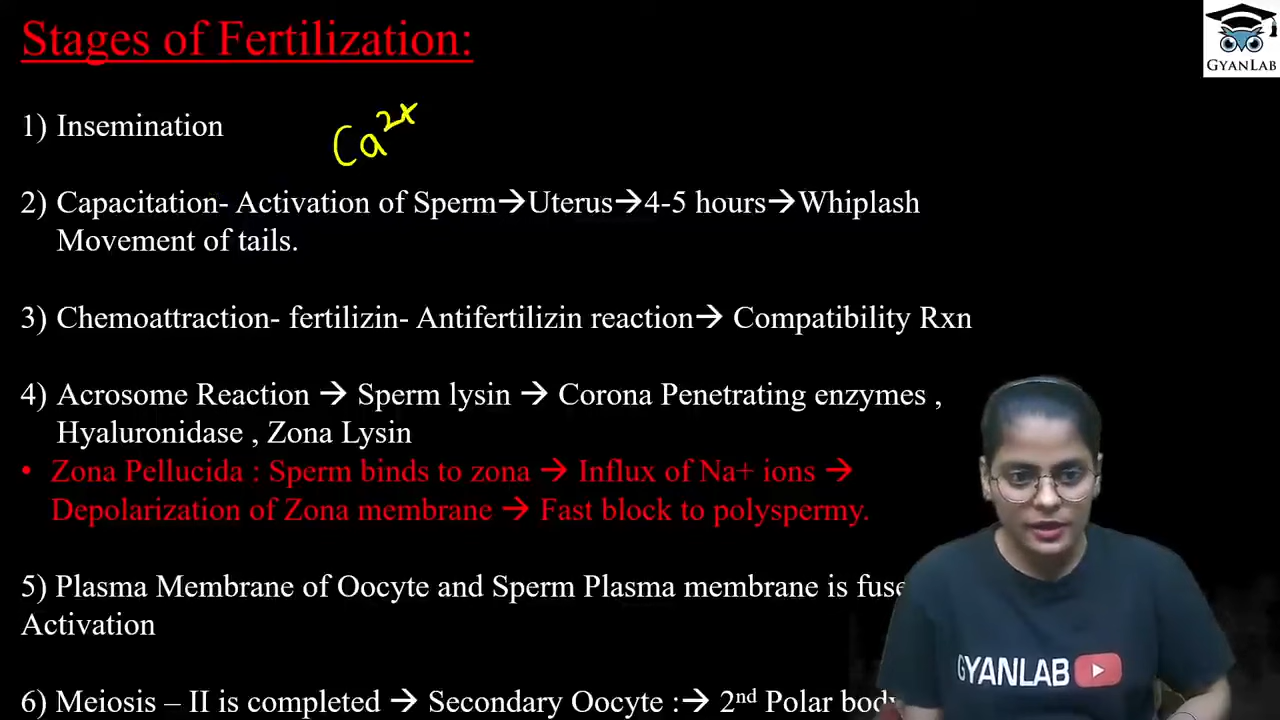 Stages of Fertilization:
GYANLAB
1) Insemination
Ca2+
2) Capacitation- Activation of Sperm→Uterus→4-5 hours→Whiplash
Movement of tails.
3) Chemoattraction- fertilizin- Antifertilizin reaction→ Compatibility Rxn
4) Acrosome Reaction → Sperm lysin → Corona Penetrating enzymes ,
Hyaluronidase , Zona Lysin
• Zona Pellucida : Sperm binds to zona → Influx of Na+ ions →
Depolarization of Zona membrane → Fast block to polyspermy.
5) Plasma Membrane of Oocyte and Sperm Plasma membrane is
Activation
GYANLAB
6) Meiosis – II is completed → Secondary Oocyte :→ 2nd Polar